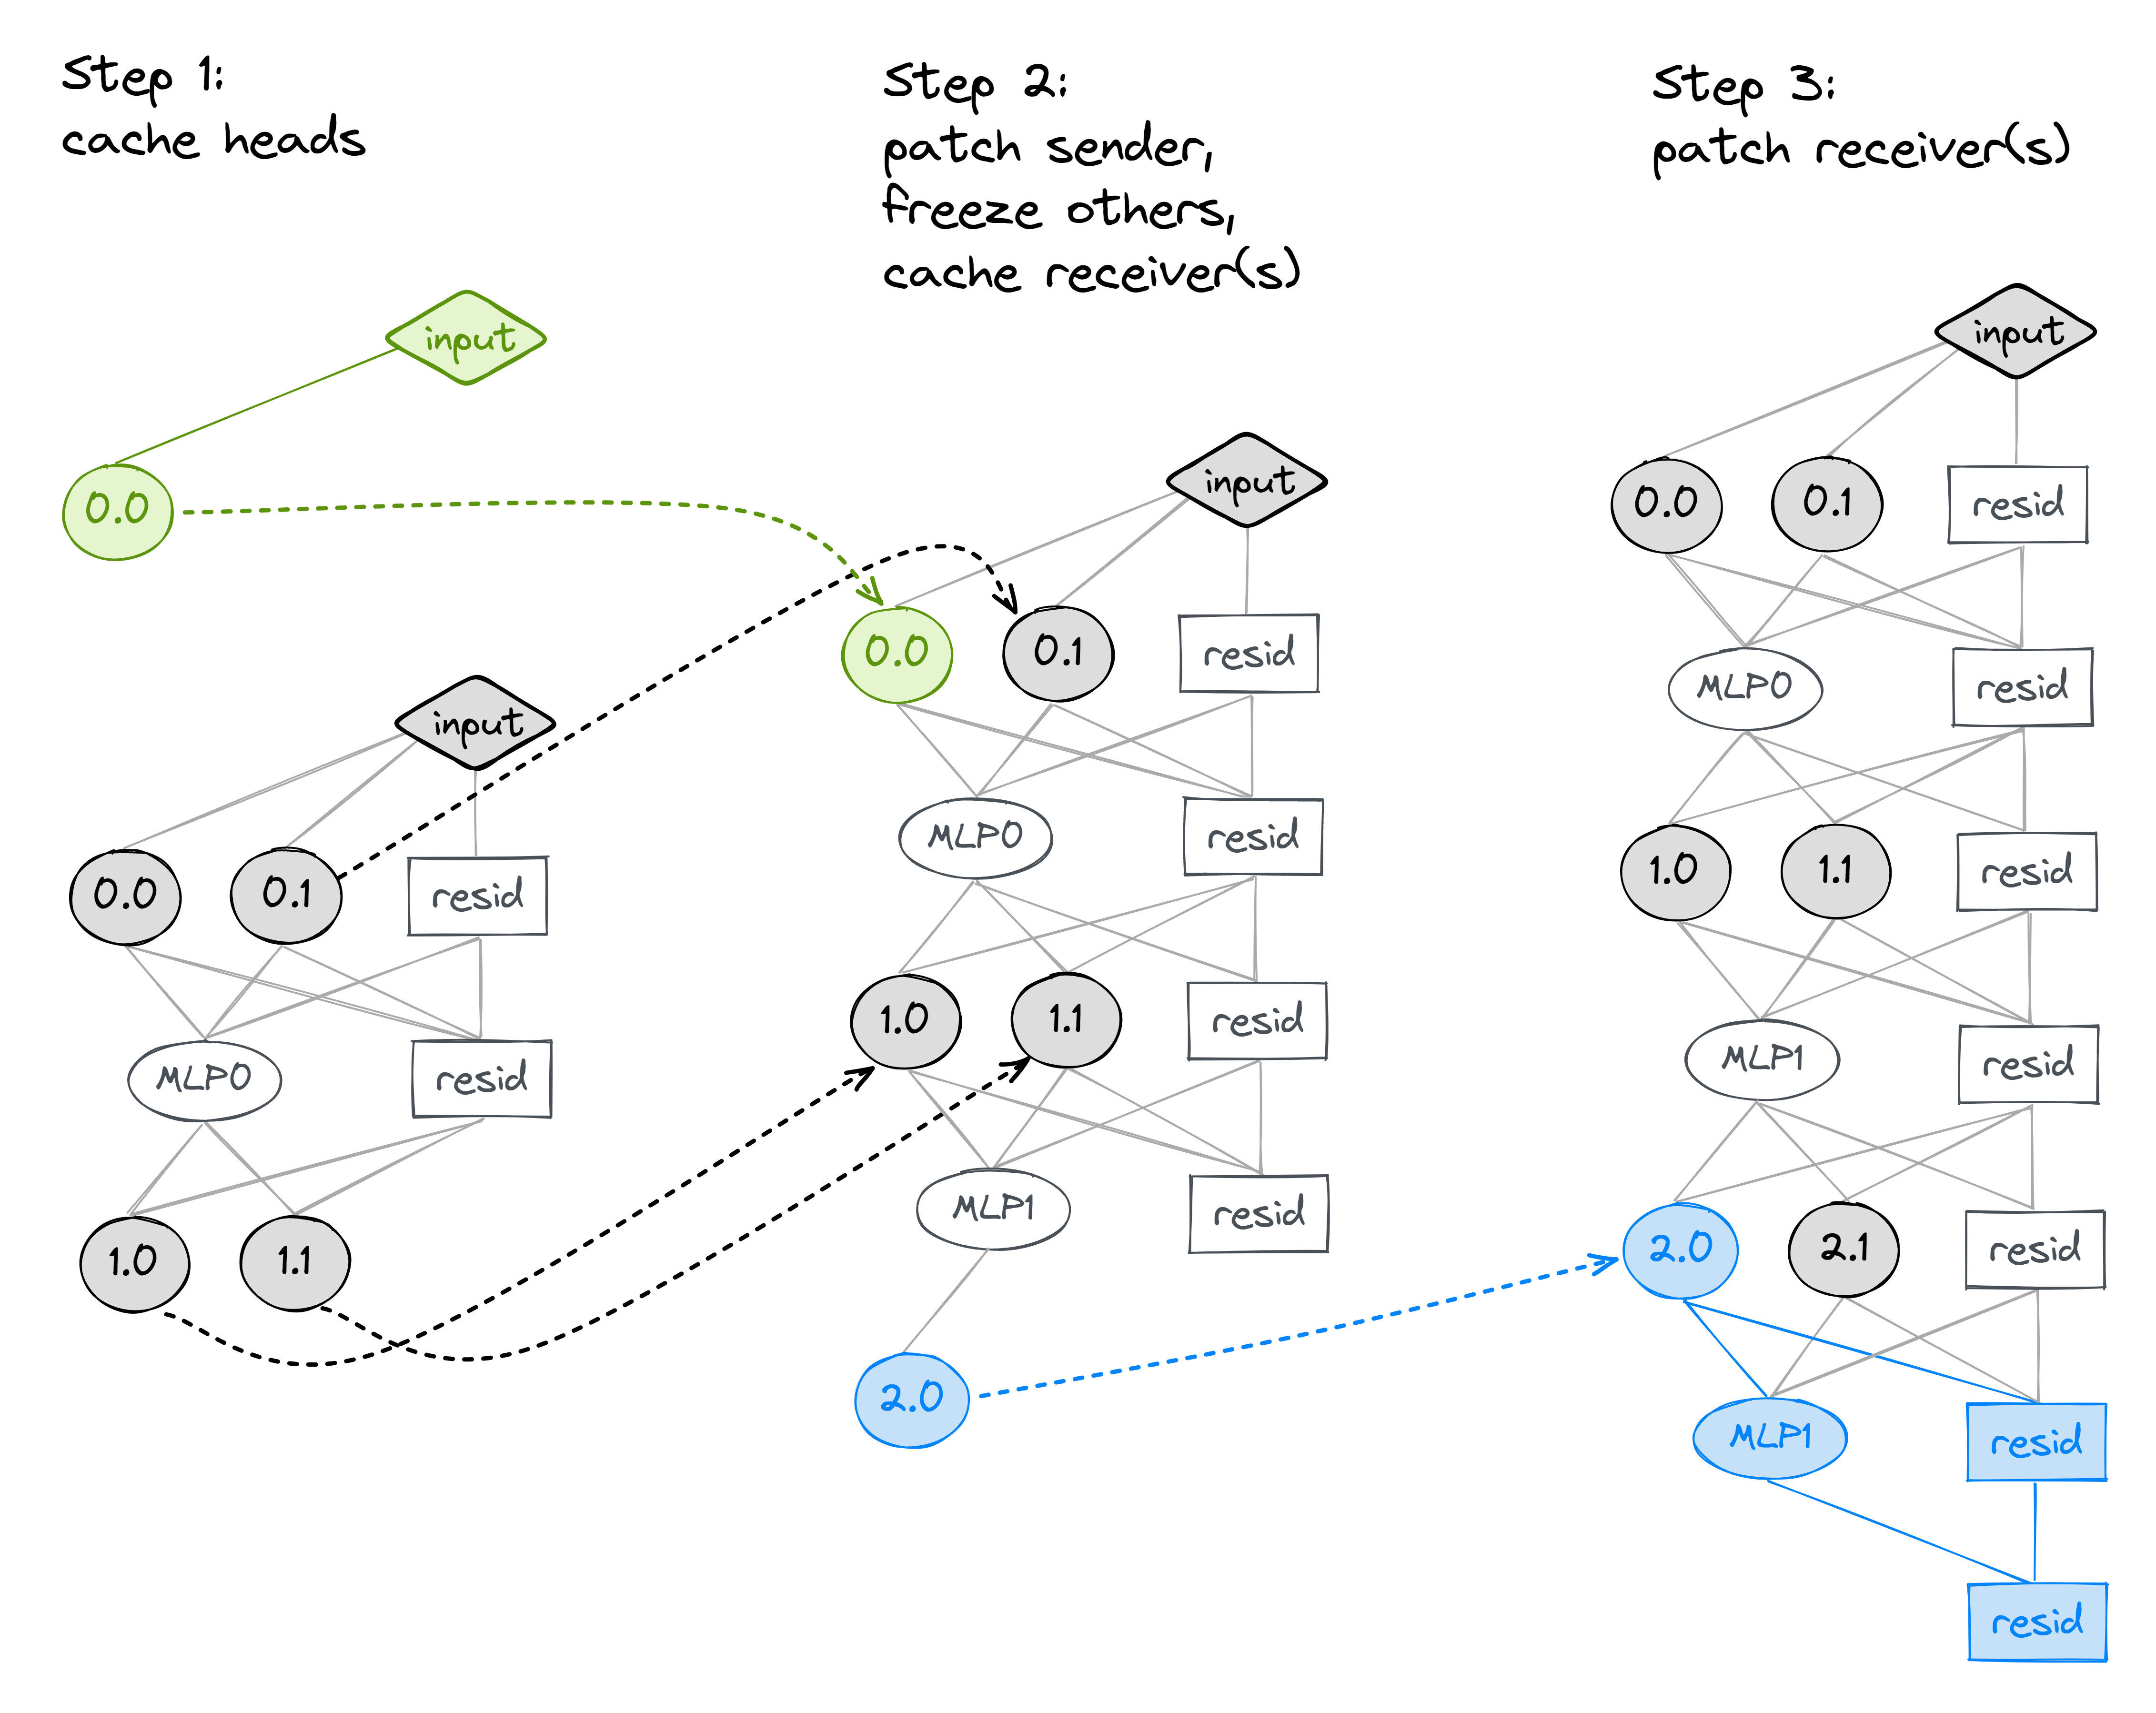 Step 1:
cache heads
input
0.0
input
0.0 0.1 resid
MLP0 resid
1.0 1.1
Step 2:
patch sender,
freeze others,
cache receiver(s)
input
0.0 0.1 resid
MLP0 resid
1.0 1.1 resid
MLP1 resid
2.0
Step 3:
patch receiver(s)
input
0.0 0.1 resid
MLP0 resid
1.0 1.1 resid
MLP1 resid
2.0 2.1 resid
MLP1 resid
resid